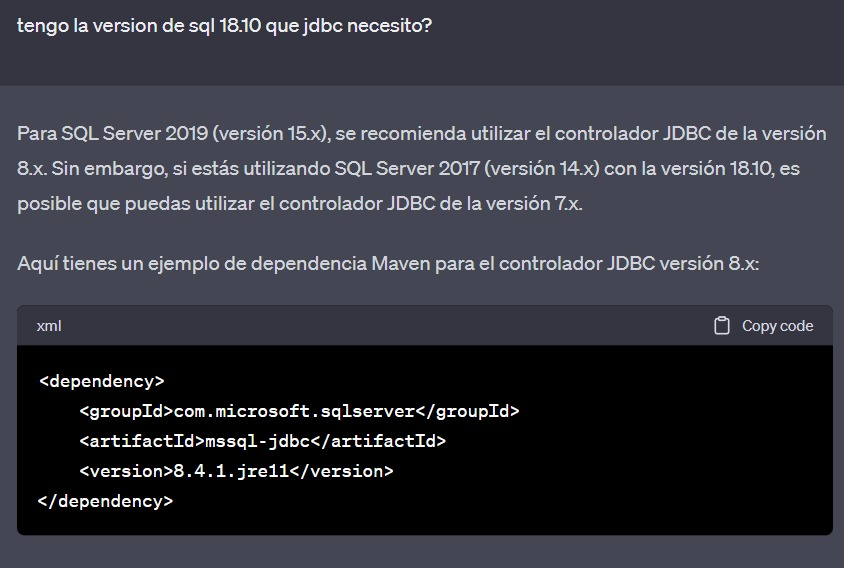 tengo la version de sql 18.10 que jdbc necesito?
Para SQL Server 2019 (versión 15.x), se recomienda utilizar el controlador JDBC de la versión
8.x. Sin embargo, si estás utilizando SQL Server 2017 (versión 14.x) con la versión 18.10, es
posible que puedas utilizar el controlador JDBC de la versión 7.x.
Aquí tienes un ejemplo de dependencia Maven para el controlador JDBC versión 8.x:
xml
Copy code
<dependency>
    <groupId>com.microsoft.sqlserver</groupId>
    <artifactId>mssql-jdbc</artifactId>
    <version>8.4.1.jre11</version>
</dependency>